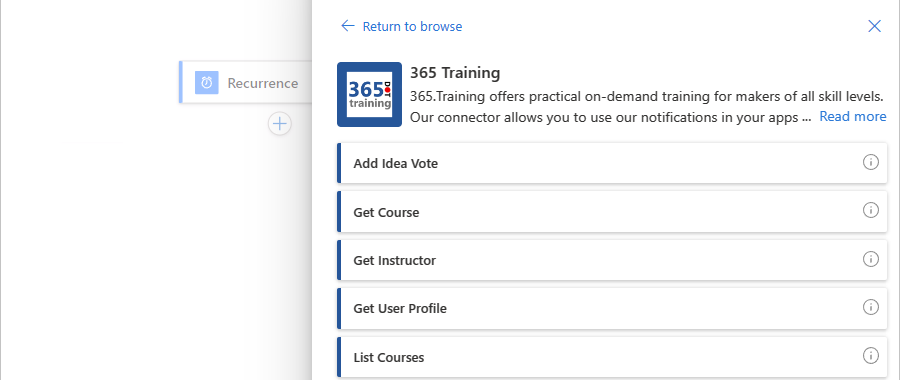 Return to browse
365 Training
365
DOT
training
365.Training offers practical on-demand training for makers of all skill levels.
Our connector allows you to use our notifications in your apps ... Read more
Recurrence
Add Idea Vote
Get Course
Get Instructor
Get User Profile
List Courses